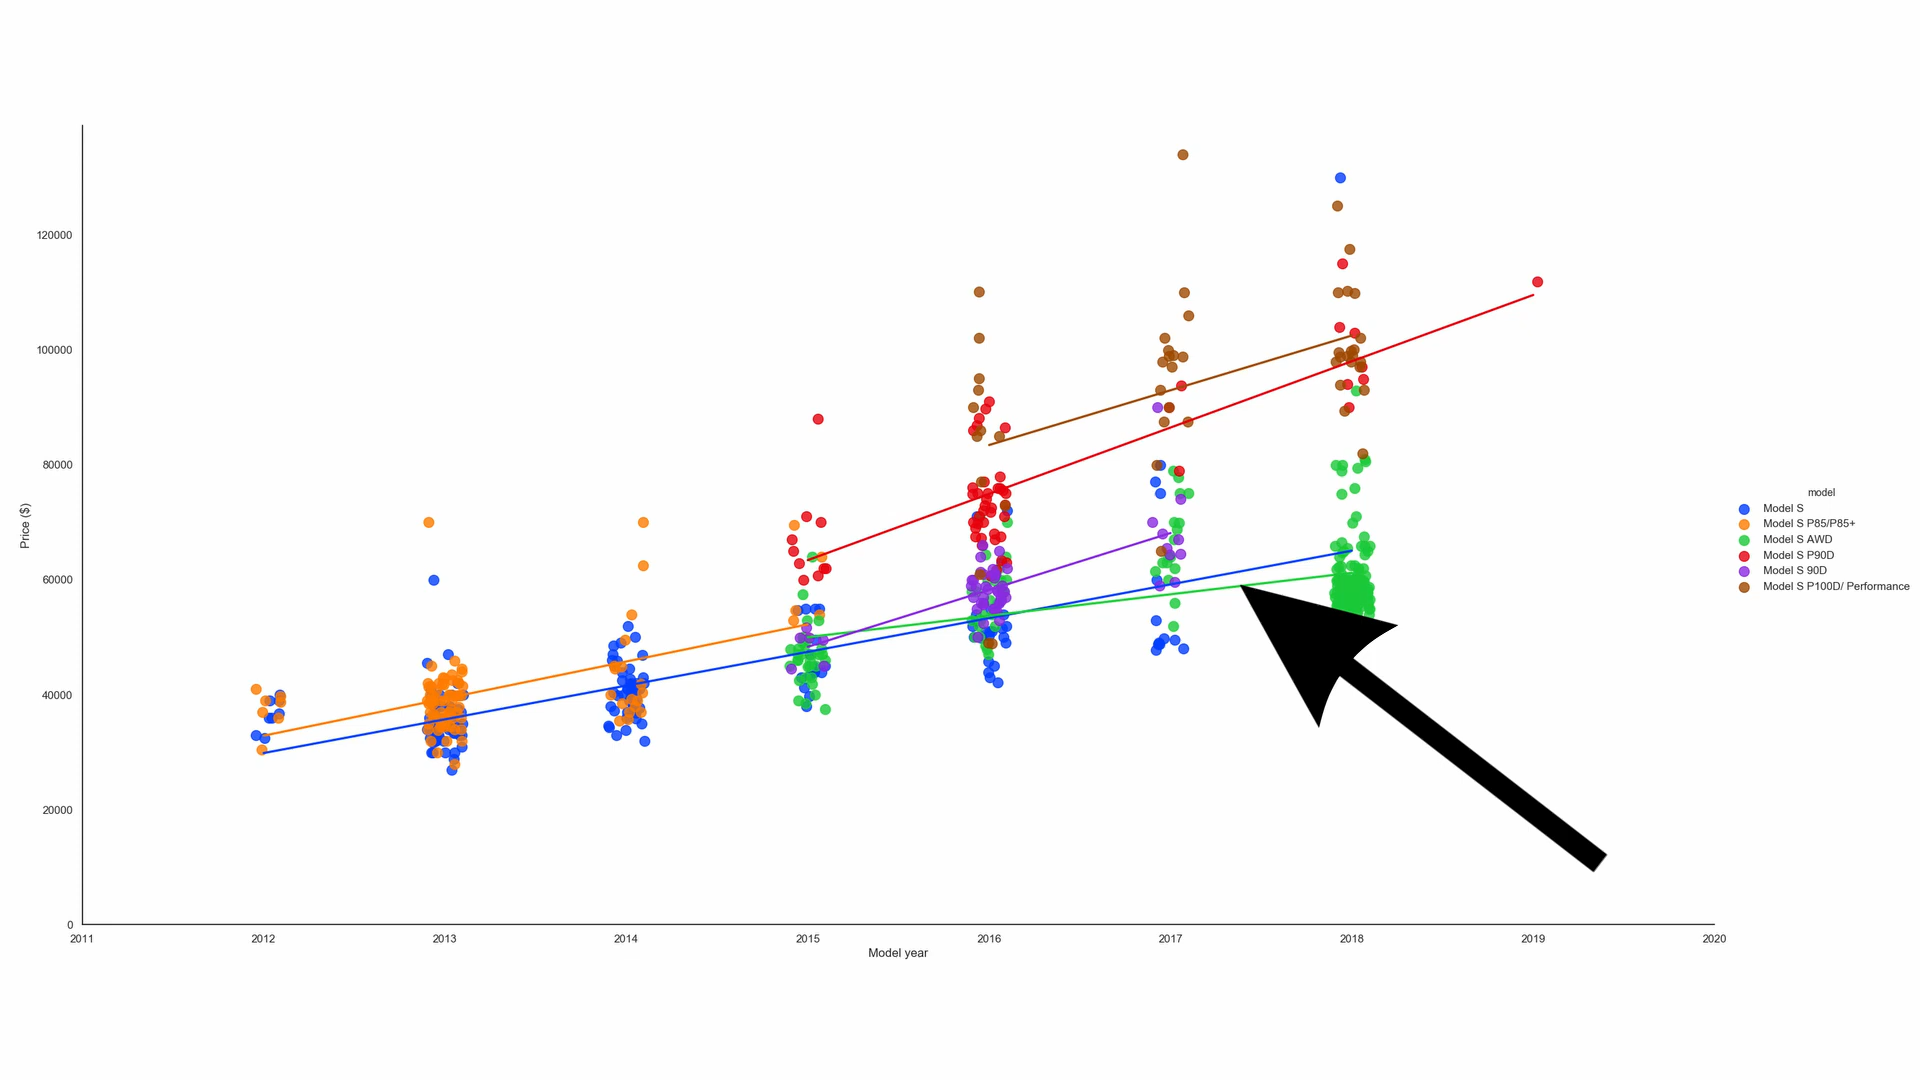 120000
100000
80000
60000
40000
20000
0
Price ($)
2011 2012 2013 2014 2015 2016 2017 2018 2019 2020
Model year
model
Model S
Model S P85/P85+
Model S AWD
Model S P90D
Model S 90D
Model S P100D/ Performance